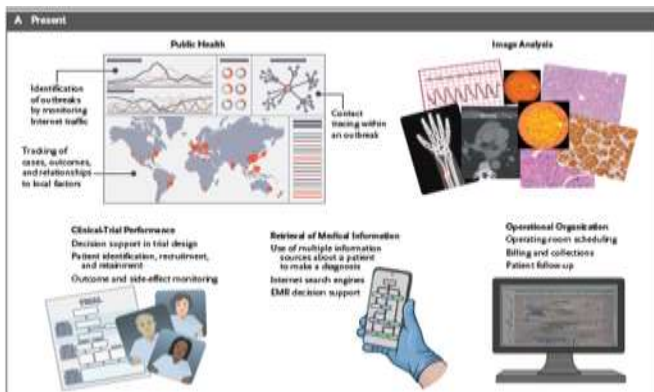 A Present
Public Health
Identification
of outbreaks
by monitoring
Internet traffic
Contact
tracing within
an outbreak
Tracking of
cases, outcomes,
and relationships
to local factors
Image Analysis
Clinical-Trial Performance
Decision support in trial design
Patient identification, recruitment,
and retainment
Outcome and side-effect monitoring
TRIAL
Retrieval of Medical Information
Use of multiple information
sources about a patient
to make a diagnosis
Internet search engines
EMR decision support
Operational Organization
Operating room scheduling
Billing and collections
Patient follow-up